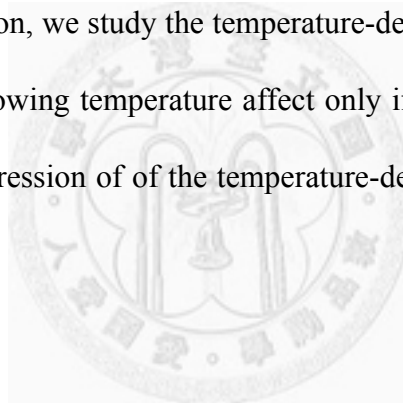 on, we study the temperature-de
owing temperature affect only i
ression of of the temperature-de